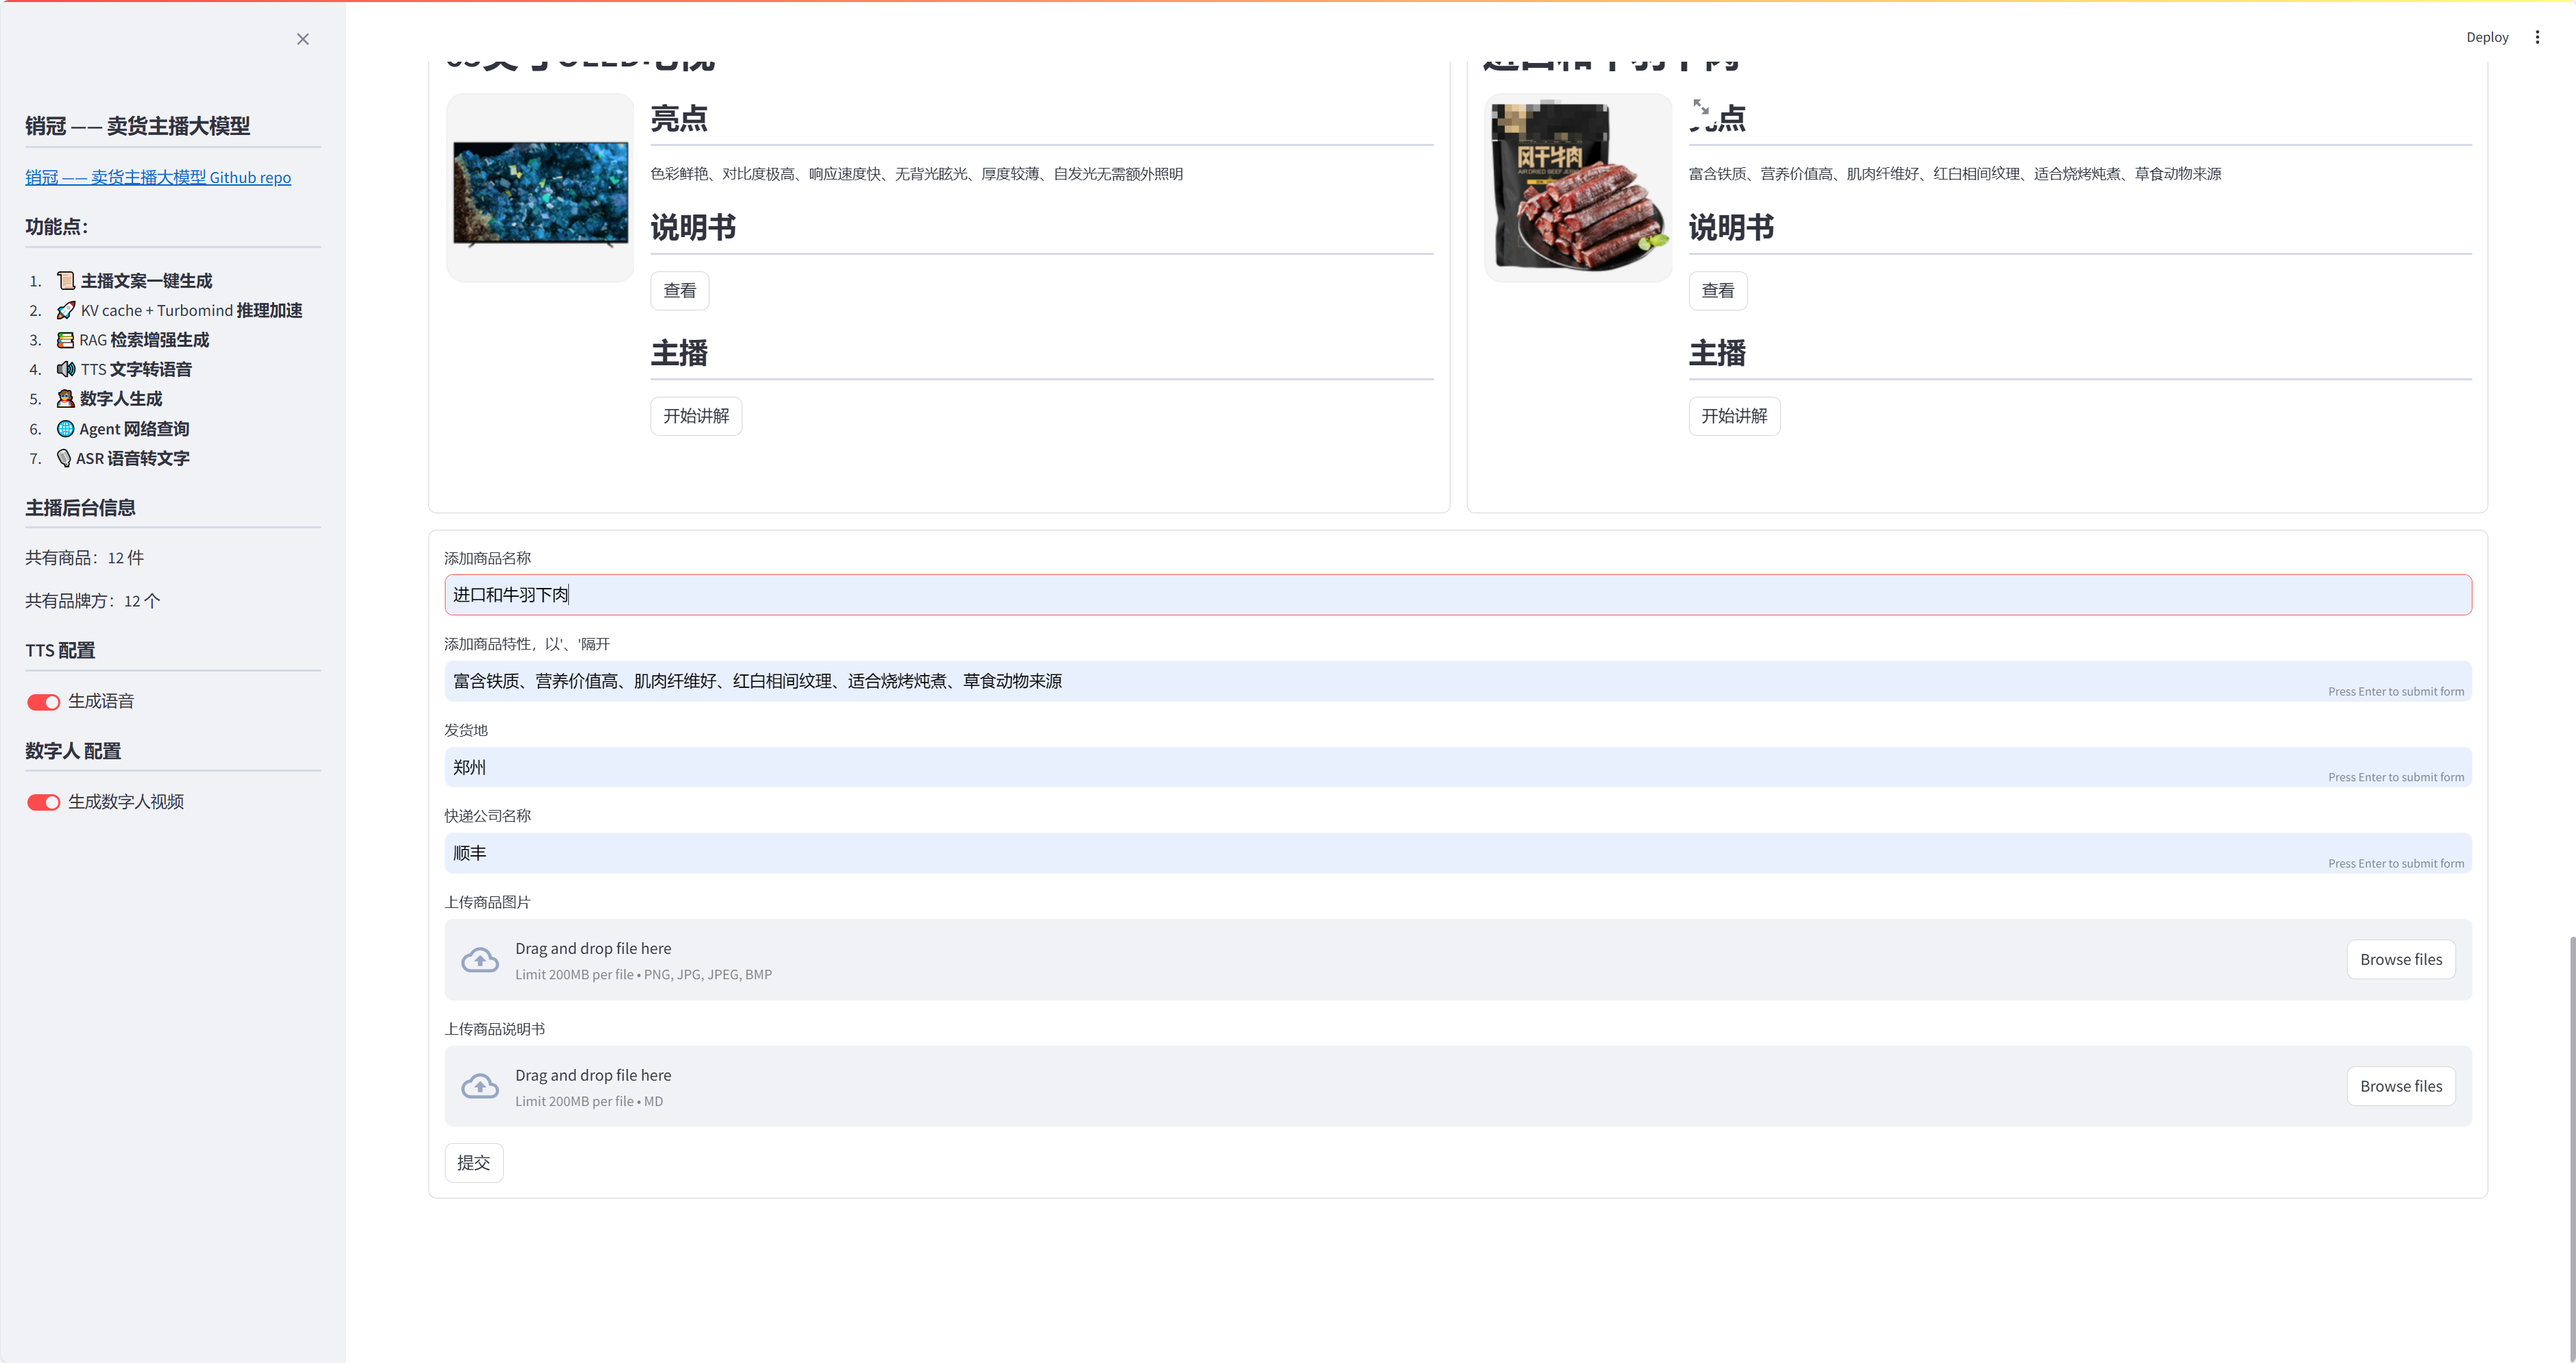 Deploy
销冠 —— 卖货主播大模型
销冠 —— 卖货主播大模型 Github repo
功能点：
1. 📜 主播文案一键生成
2. 🚀 KV cache + Turbomind 推理加速
3. 📚 RAG 检索增强生成
4. 🔊 TTS 文字转语音
5. 🦸 数字人生成
6. 🌐 Agent 网络查询
7. 🎙️ ASR 语音转文字
主播后台信息
共有商品：12 件
共有品牌方：12 个
TTS 配置
生成语音
数字人 配置
生成数字人视频
亮点
色彩鲜艳、对比度极高、响应速度快、无背光眩光、厚度较薄、自发光无需额外照明
说明书
查看
主播
开始讲解
风干牛肉
AIR DRIED BEEF JERKY
亮点
富含铁质、营养价值高、肌肉纤维好、红白相间纹理、适合烧烤炖煮、草食动物来源
说明书
查看
主播
开始讲解
添加商品名称
进口和牛羽下肉
添加商品特性，以'、'隔开
富含铁质、营养价值高、肌肉纤维好、红白相间纹理、适合烧烤炖煮、草食动物来源
Press Enter to submit form
发货地
郑州
Press Enter to submit form
快递公司名称
顺丰
Press Enter to submit form
上传商品图片
Drag and drop file here
Limit 200MB per file • PNG, JPG, JPEG, BMP
Browse files
上传商品说明书
Drag and drop file here
Limit 200MB per file • MD
Browse files
提交